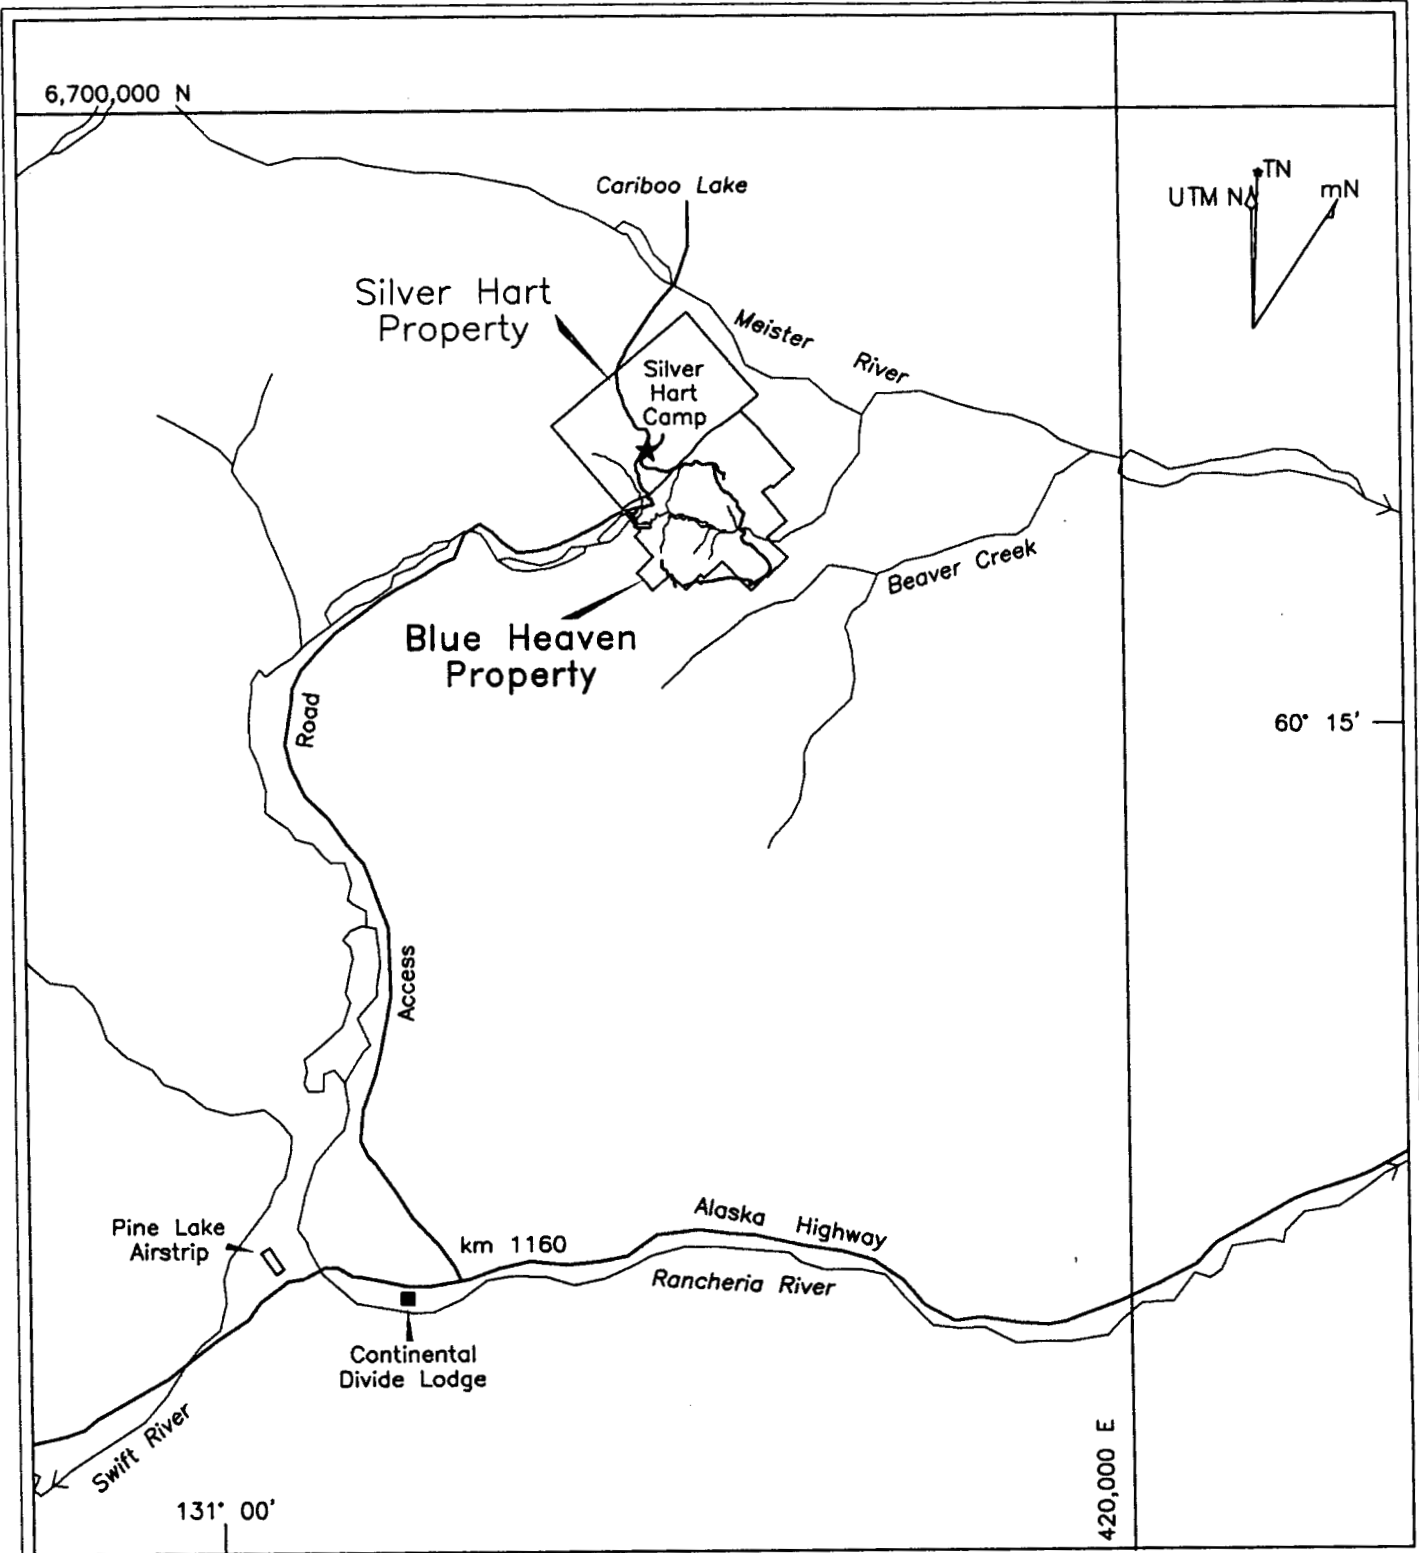 6,700,000 N
TN
UTM N
mN
Cariboo Lake
Silver Hart
Property
Meister River
Silver
Hart
Camp
Beaver Creek
Blue Heaven
Property
Road
60° 15'
Access
Alaska Highway
Pine Lake
Airstrip
km 1160
Rancheria River
Continental
Divide Lodge
Swift River
420,000 E
131° 00'